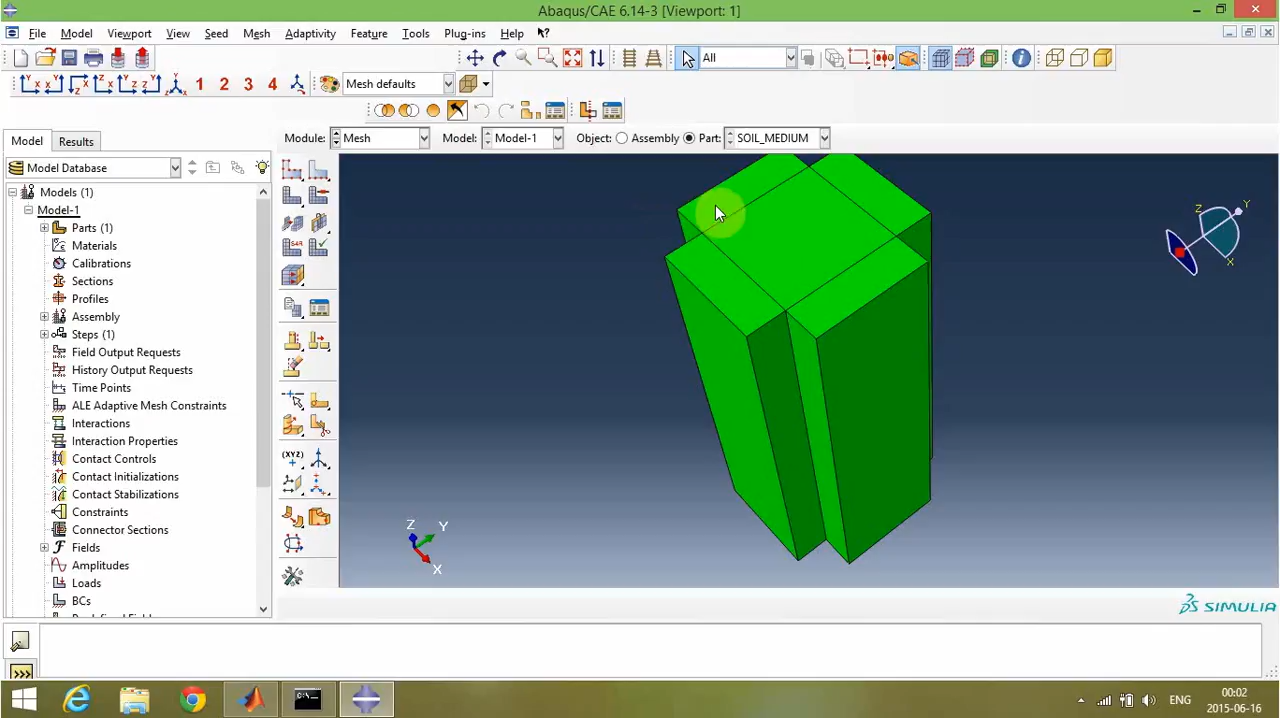 Abaqus/CAE 6.14-3 [Viewport: 1]
File Model Viewport View Seed Mesh Adaptivity Feature Tools Plug-ins Help
All
1 2 3 4 Mesh defaults
Model Results Module: Mesh Model: Model-1 Object: Assembly Part: SOIL_MEDIUM
Model Database
Models (1)
Model-1
Parts (1)
Materials
Calibrations
Sections
Profiles
Assembly
Steps (1)
Field Output Requests
History Output Requests
Time Points
ALE Adaptive Mesh Constraints
Interactions
Interaction Properties
Contact Controls
Contact Initializations
Contact Stabilizations
Constraints
Connector Sections
Fields
Amplitudes
Loads
BCs
(XYZ)
Z Y X
Z Y X
SIMULIA
>>>
ENG 00:02
2015-06-16